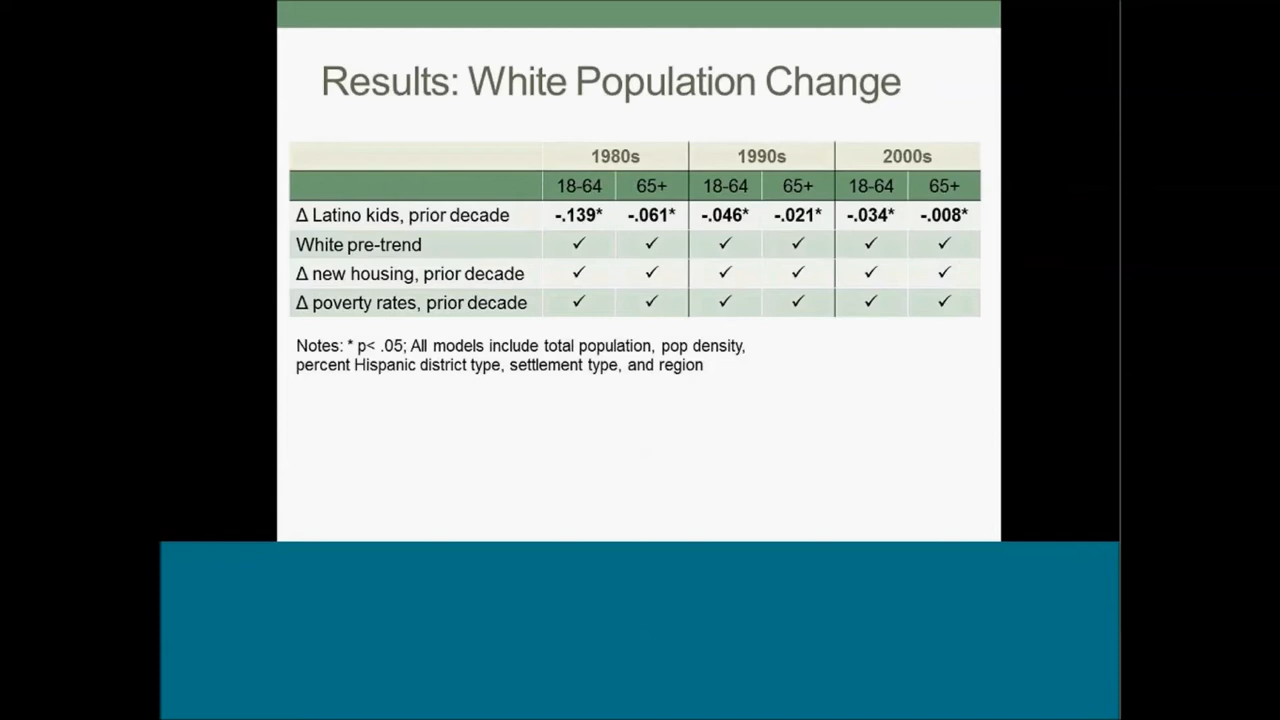 Results: White Population Change
1980s 1990s 2000s
18-64 65+ 18-64 65+ 18-64 65+
Δ Latino kids, prior decade -.139* -.061* -.046* -.021* -.034* -.008*
White pre-trend ✓ ✓ ✓ ✓ ✓ ✓
Δ new housing, prior decade ✓ ✓ ✓ ✓ ✓ ✓
Δ poverty rates, prior decade ✓ ✓ ✓ ✓ ✓ ✓
Notes: * p< .05; All models include total population, pop density,
percent Hispanic district type, settlement type, and region